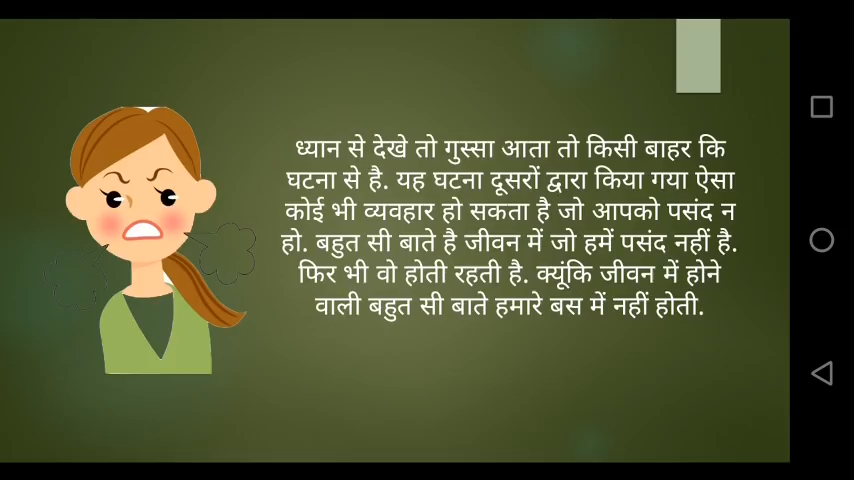 ध्यान से देखे तो गुस्सा आता तो किसी बाहर कि
घटना से है. यह घटना दूसरों द्वारा किया गया ऐसा
कोई भी व्यवहार हो सकता है जो आपको पसंद न
हो. बहुत सी बाते है जीवन में जो हमें पसंद नहीं है.
फिर भी वो होती रहती है. क्यूंकि जीवन में होने
वाली बहुत सी बाते हमारे बस में नहीं होती.